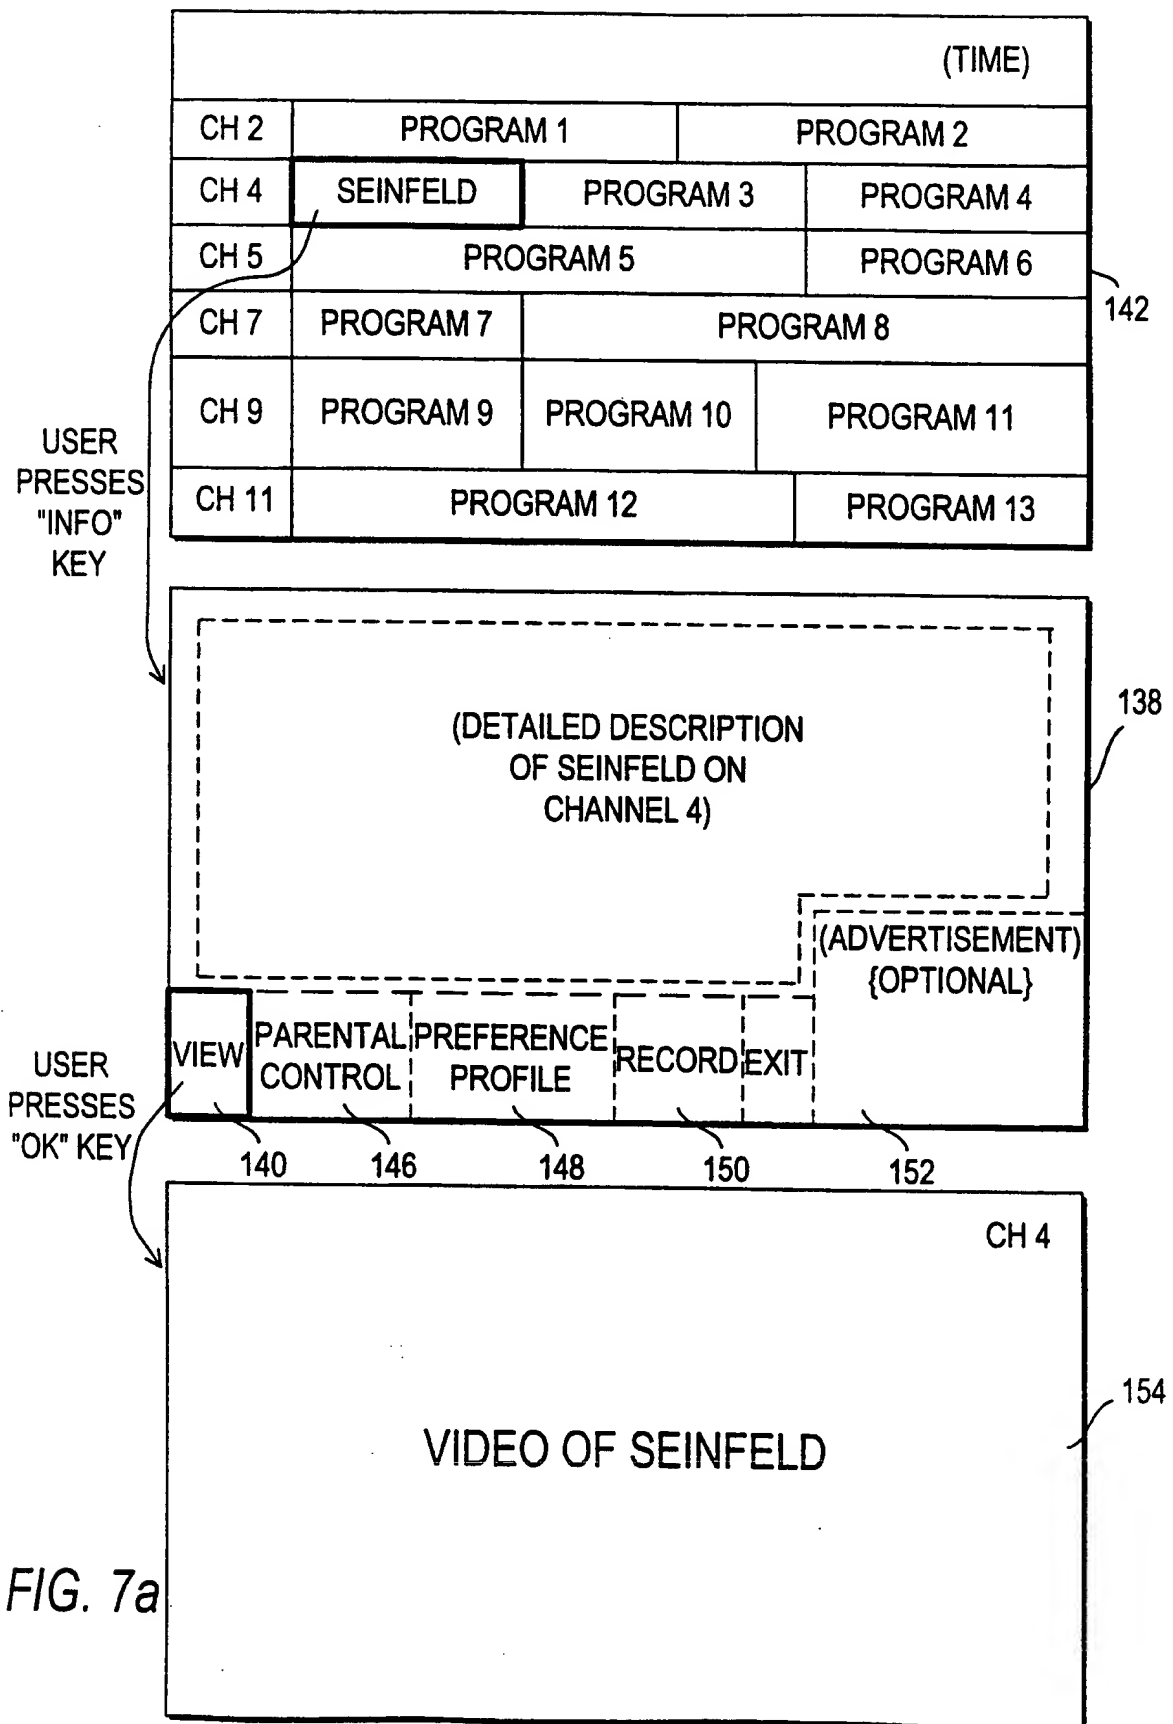 (TIME)
CH 2 PROGRAM 1 PROGRAM 2
CH 4 SEINFELD PROGRAM 3 PROGRAM 4
CH 5 PROGRAM 5 PROGRAM 6
142
CH 7 PROGRAM 7 PROGRAM 8
CH 9 PROGRAM 9 PROGRAM 10 PROGRAM 11
CH 11 PROGRAM 12 PROGRAM 13
USER
PRESSES
"INFO"
KEY
138
(DETAILED DESCRIPTION
OF SEINFELD ON
CHANNEL 4)
(ADVERTISEMENT)
{OPTIONAL}
VIEW
PARENTAL
CONTROL
PREFERENCE
PROFILE
RECORD
EXIT
USER
PRESSES
"OK" KEY
140 146 148 150 152
CH 4
154
VIDEO OF SEINFELD
FIG. 7a